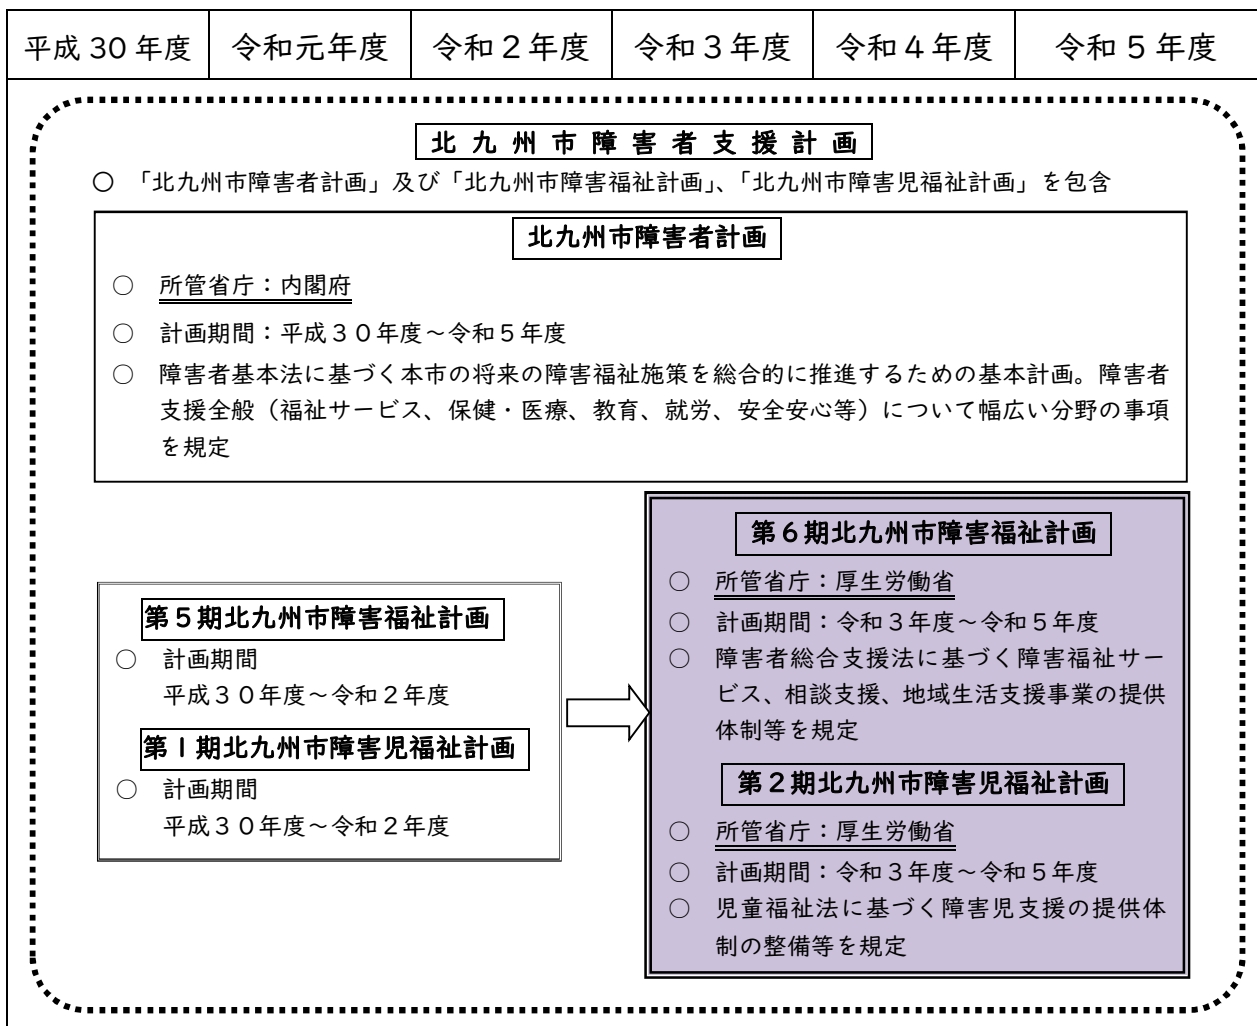 平成30年度 令和元年度 令和2年度 令和3年度 令和4年度 令和5年度
北九州市障害者支援計画
○ 「北九州市障害者計画」及び「北九州市障害福祉計画」、「北九州市障害児福祉計画」を包含
北九州市障害者計画
○ 所管省庁：内閣府
○ 計画期間：平成３０年度～令和５年度
○ 障害者基本法に基づく本市の将来の障害福祉施策を総合的に推進するための基本計画。障害者
支援全般（福祉サービス、保健・医療、教育、就労、安全安心等）について幅広い分野の事項
を規定
第５期北九州市障害福祉計画
○ 計画期間
平成３０年度～令和２年度
第１期北九州市障害児福祉計画
○ 計画期間
平成３０年度～令和２年度
第６期北九州市障害福祉計画
○ 所管省庁：厚生労働省
○ 計画期間：令和３年度～令和５年度
○ 障害者総合支援法に基づく障害福祉サー
ビス、相談支援、地域生活支援事業の提供
体制等を規定
第２期北九州市障害児福祉計画
○ 所管省庁：厚生労働省
○ 計画期間：令和３年度～令和５年度
○ 児童福祉法に基づく障害児支援の提供体
制の整備等を規定